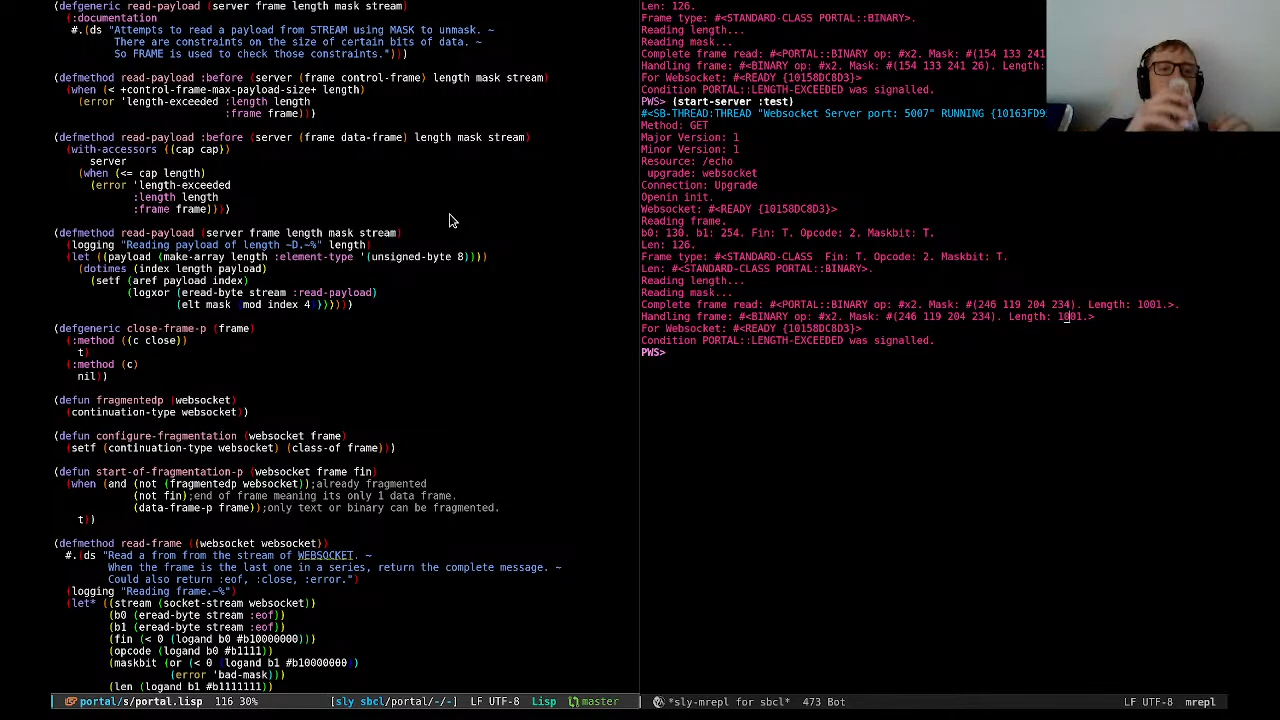 (defgeneric read-payload (server frame length mask stream)
  (:documentation
   #.(ds "Attempts to read a payload from STREAM using MASK to unmask. ~
          There are constraints on the size of certain bits of data. ~
          So FRAME is used to check those constraints.")))
(defmethod read-payload :before (server (frame control-frame) length mask stream)
  (when (< +control-frame-max-payload-size+ length)
    (error 'length-exceeded :length length
                            :frame frame)))
(defmethod read-payload :before (server (frame data-frame) length mask stream)
  (with-accessors ((cap cap))
      server
    (when (<= cap length)
      (error 'length-exceeded
             :length length
             :frame frame))))
(defmethod read-payload (server frame length mask stream)
  (logging "Reading payload of length ~D.~%" length)
  (let ((payload (make-array length :element-type '(unsigned-byte 8))))
    (dotimes (index length payload)
      (setf (aref payload index)
            (logxor (eread-byte stream :read-payload)
                    (elt mask (mod index 4)))))))
(defgeneric close-frame-p (frame)
  (:method ((c close))
    t)
  (:method (c)
    nil))
(defun fragmentedp (websocket)
  (continuation-type websocket))
(defun configure-fragmentation (websocket frame)
  (setf (continuation-type websocket) (class-of frame)))
(defun start-of-fragmentation-p (websocket frame fin)
  (when (and (not (fragmentedp websocket));already fragmented
             (not fin);end of frame meaning its only 1 data frame.
             (data-frame-p frame));only text or binary can be fragmented.
    t))
(defmethod read-frame ((websocket websocket))
  #.(ds "Read a from from the stream of WEBSOCKET. ~
         When the frame is the last one in a series, return the complete message. ~
         Could also return :eof, :close, :error.")
  (logging "Reading frame.~%")
  (let* ((stream (socket-stream websocket))
         (b0 (eread-byte stream :eof))
         (b1 (eread-byte stream :eof))
         (fin (< 0 (logand b0 #b10000000)))
         (opcode (logand b0 #b1111))
         (maskbit (or (< 0 (logand b1 #b10000000))
                      (error 'bad-mask)))
         (len (logand b1 #b1111111))
portal/s/portal.lisp 116 30% [sly sbcl/portal/-/-] LF UTF-8 Lisp master
Len: 126.
Frame type: #<STANDARD-CLASS PORTAL::BINARY>.
Reading length...
Reading mask...
Complete frame read: #<PORTAL::BINARY op: #x2. Mask: #(154 133 241
Handling frame: #<BINARY op: #x2. Mask: #(154 133 241 26). Length:
For Websocket: #<READY {10158DC8D3}>
Condition PORTAL::LENGTH-EXCEEDED was signalled.
PWS> (start-server :test)
#<SB-THREAD:THREAD "Websocket Server port: 5007" RUNNING {10163FD9
Method: GET
Major Version: 1
Minor Version: 1
Resource: /echo
 upgrade: websocket
Connection: Upgrade
Openin init.
Websocket: #<READY {10158DC8D3}>
Reading frame.
b0: 130. b1: 254. Fin: T. Opcode: 2. Maskbit: T.
Len: 126.
Frame type: #<STANDARD-CLASS  Fin: T. Opcode: 2. Maskbit: T.
Len: #<STANDARD-CLASS PORTAL::BINARY>.
Reading length...
Reading mask...
Complete frame read: #<PORTAL::BINARY op: #x2. Mask: #(246 119 204 234). Length: 1001.>.
Handling frame: #<BINARY op: #x2. Mask: #(246 119 204 234). Length: 1001.>
For Websocket: #<READY {10158DC8D3}>
Condition PORTAL::LENGTH-EXCEEDED was signalled.
PWS>
*sly-mrepl for sbcl* 473 Bot LF UTF-8 mrepl